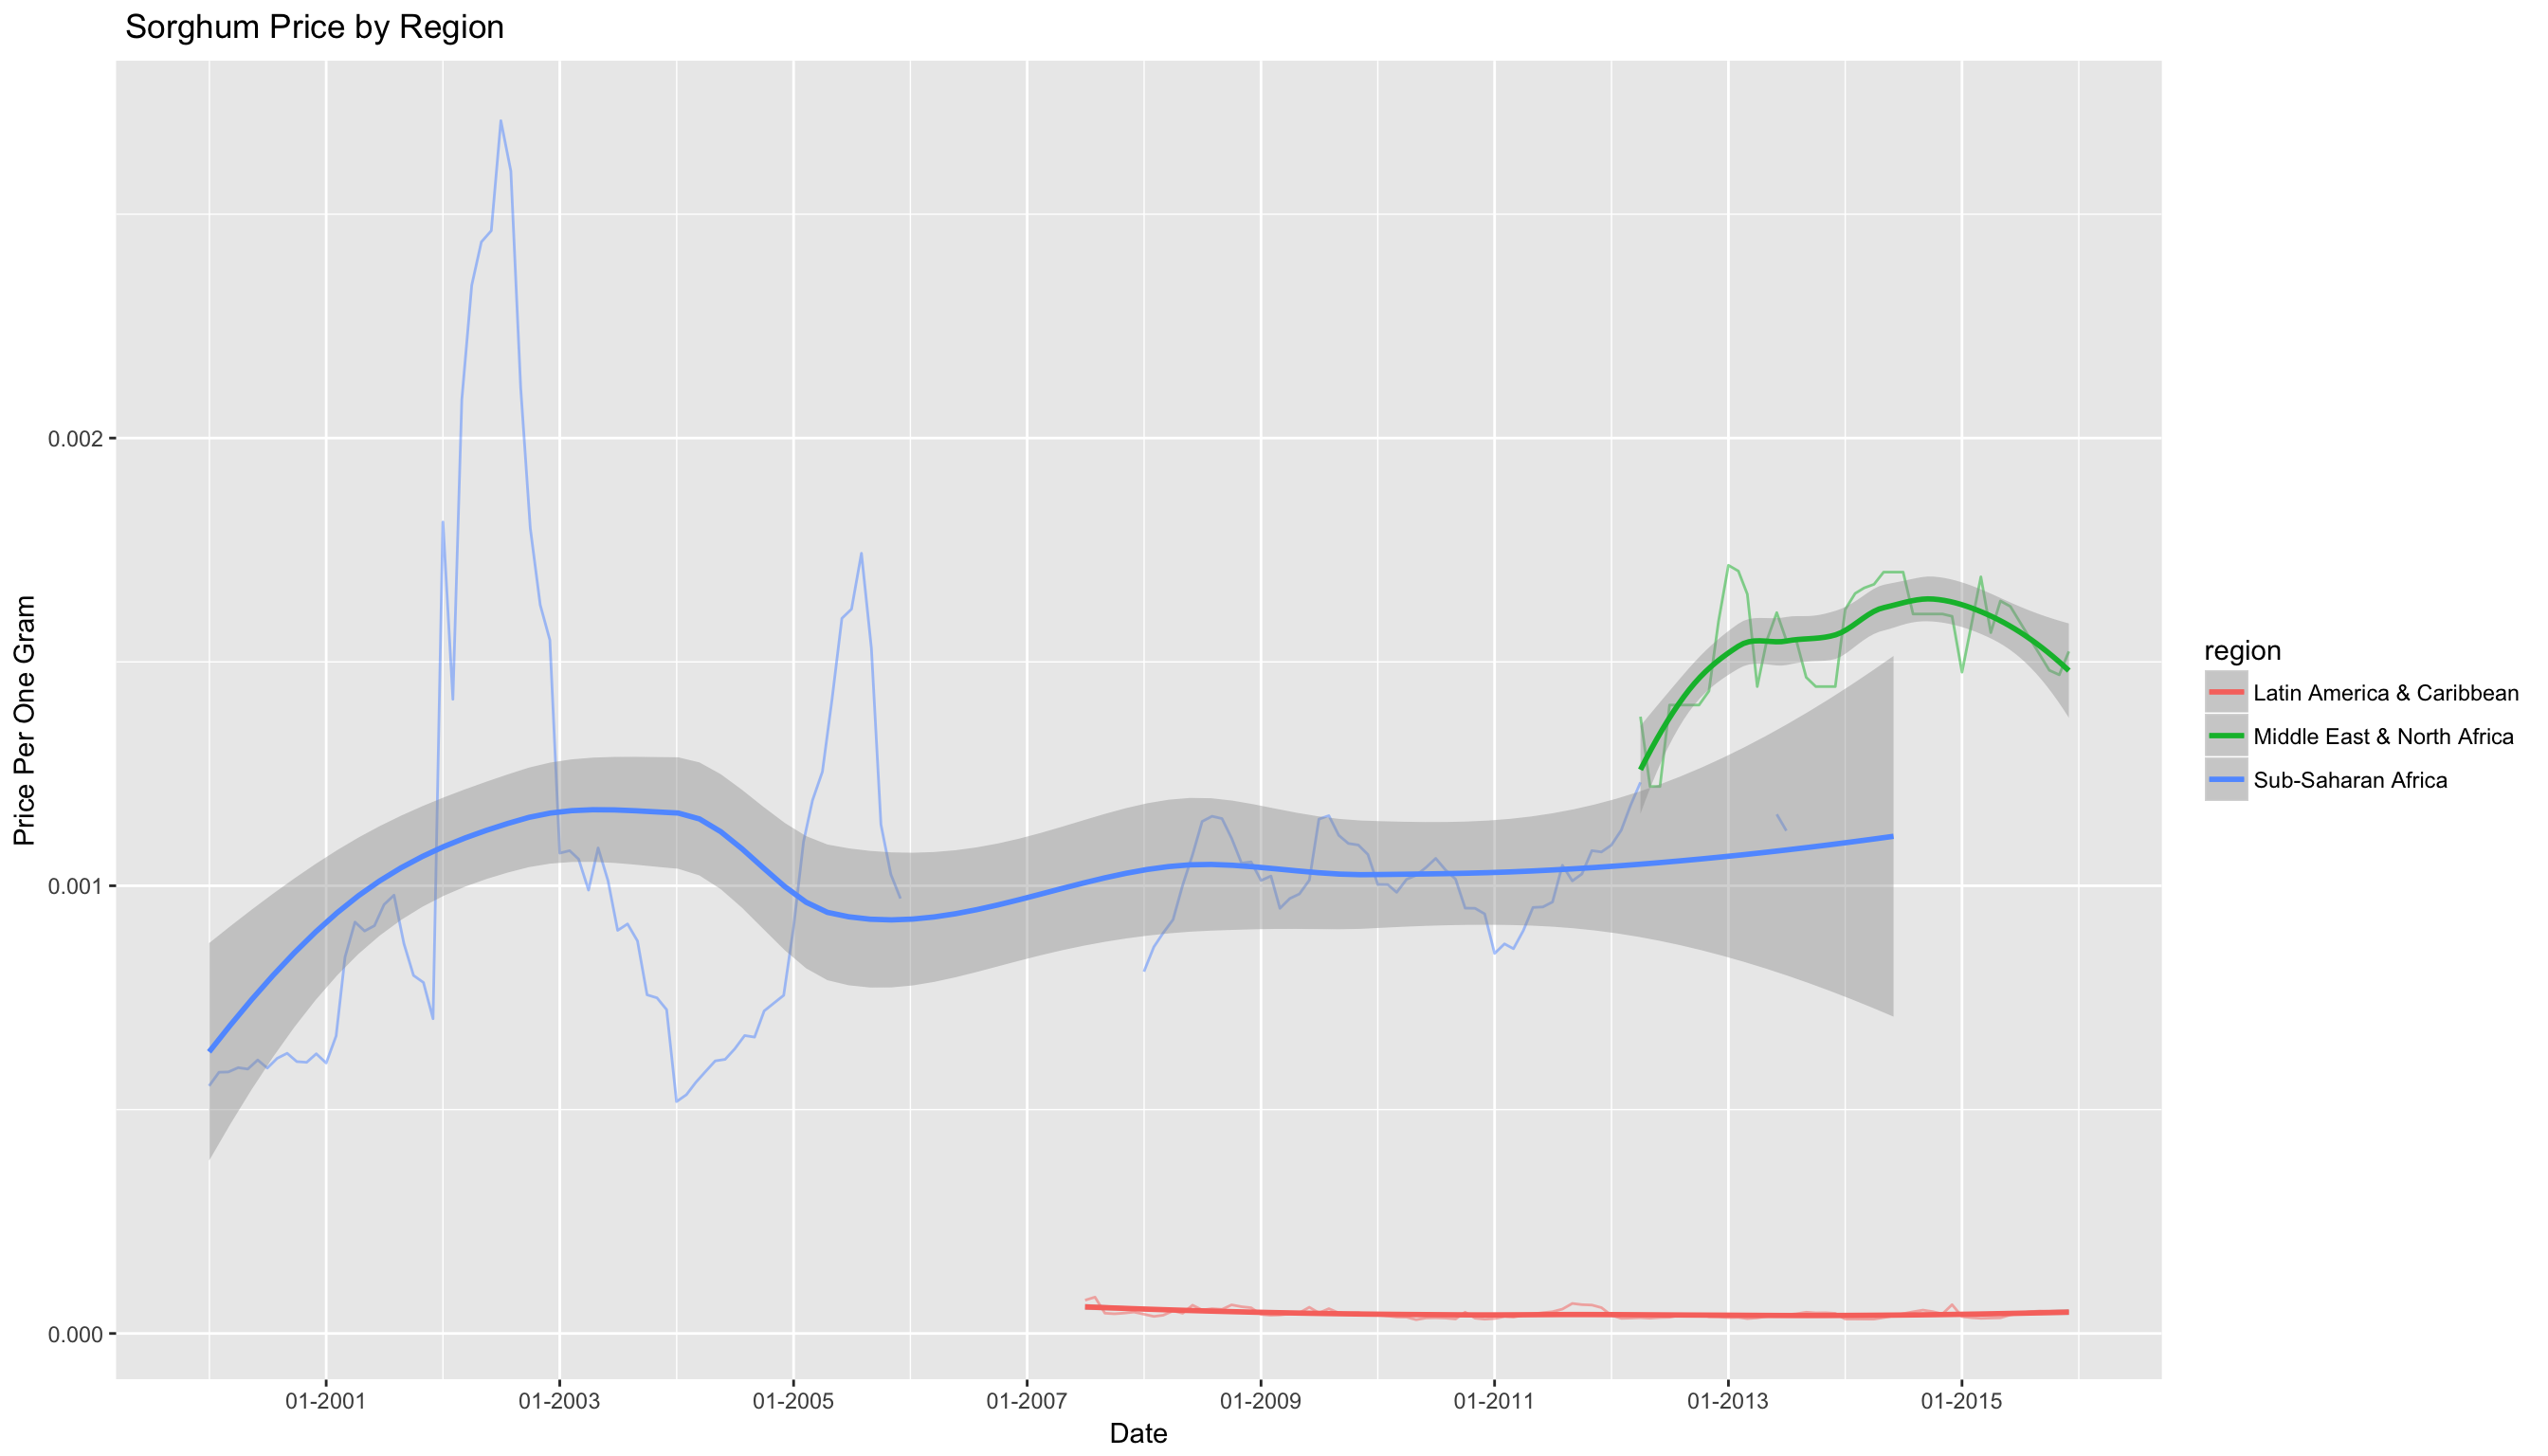 Sorghum Price by Region
Price Per One Gram
0.002
0.001
0.000
01-2001
01-2003
01-2005
01-2007
01-2009
01-2011
01-2013
01-2015
Date
region
Latin America & Caribbean
Middle East & North Africa
Sub-Saharan Africa